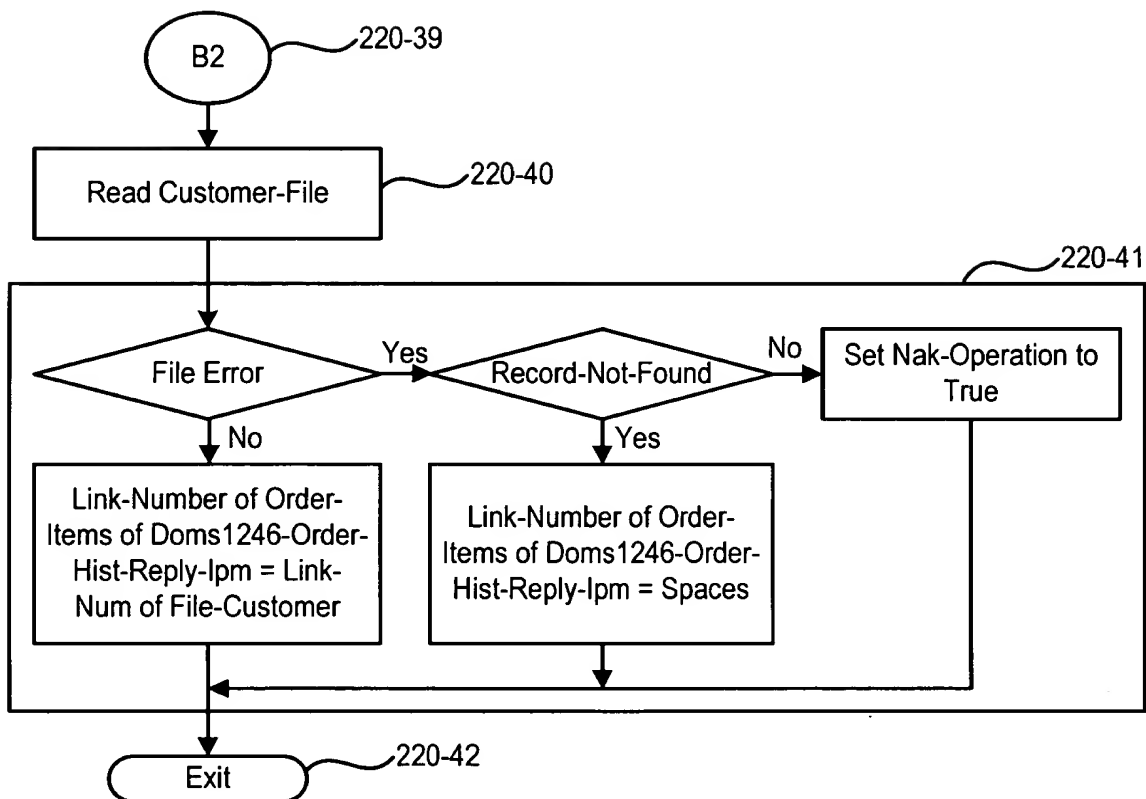 B2
220-39
Read Customer-File
220-40
220-41
File Error
Yes
Record-Not-Found
No
Set Nak-Operation to
True
No
Yes
Link-Number of Order-
Items of Doms1246-Order-
Hist-Reply-Ipm = Link-
Num of File-Customer
Link-Number of Order-
Items of Doms1246-Order-
Hist-Reply-Ipm = Spaces
Exit
220-42